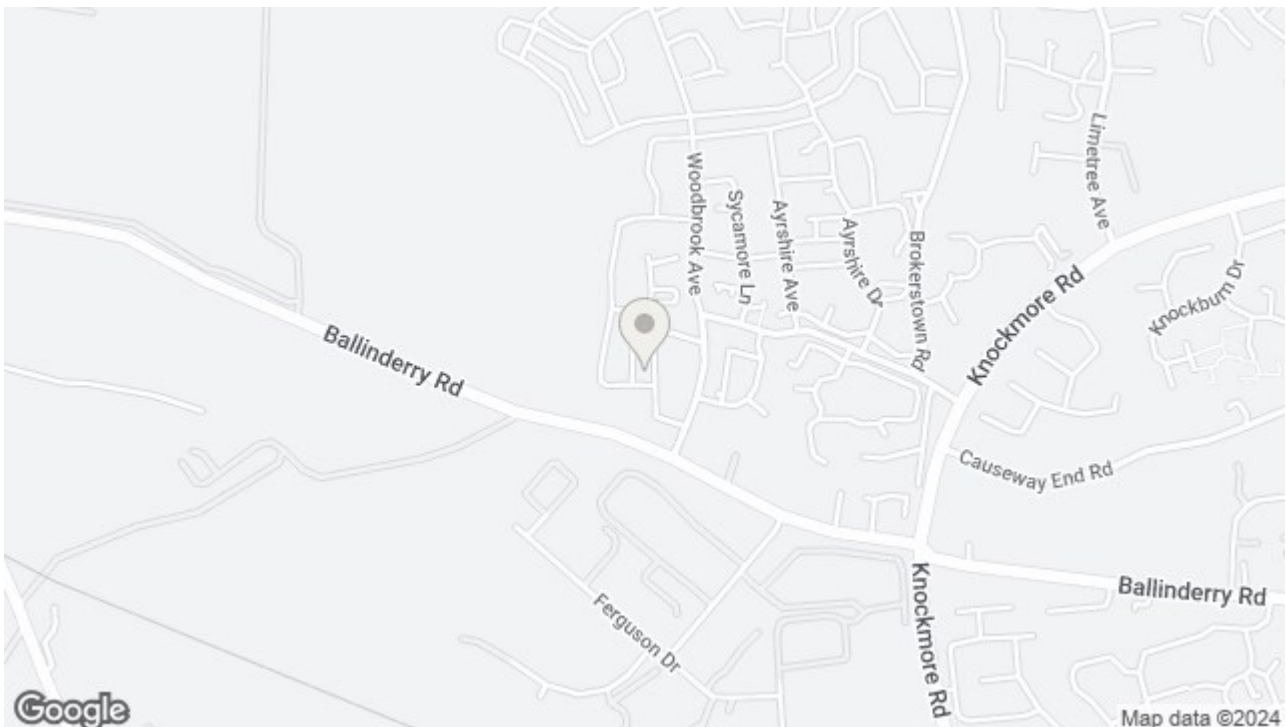 Limetree Ave
Woodbrook Ave
Sycamore Ln
Ayrshire Ave
Ayrshire Dr
Brokerstown Rd
Knockmore Rd
Knockburn Dr
Ballinderry Rd
Causeway End Rd
Ferguson Dr
Knockmore Rd
Ballinderry Rd
Google
Map data ©2024